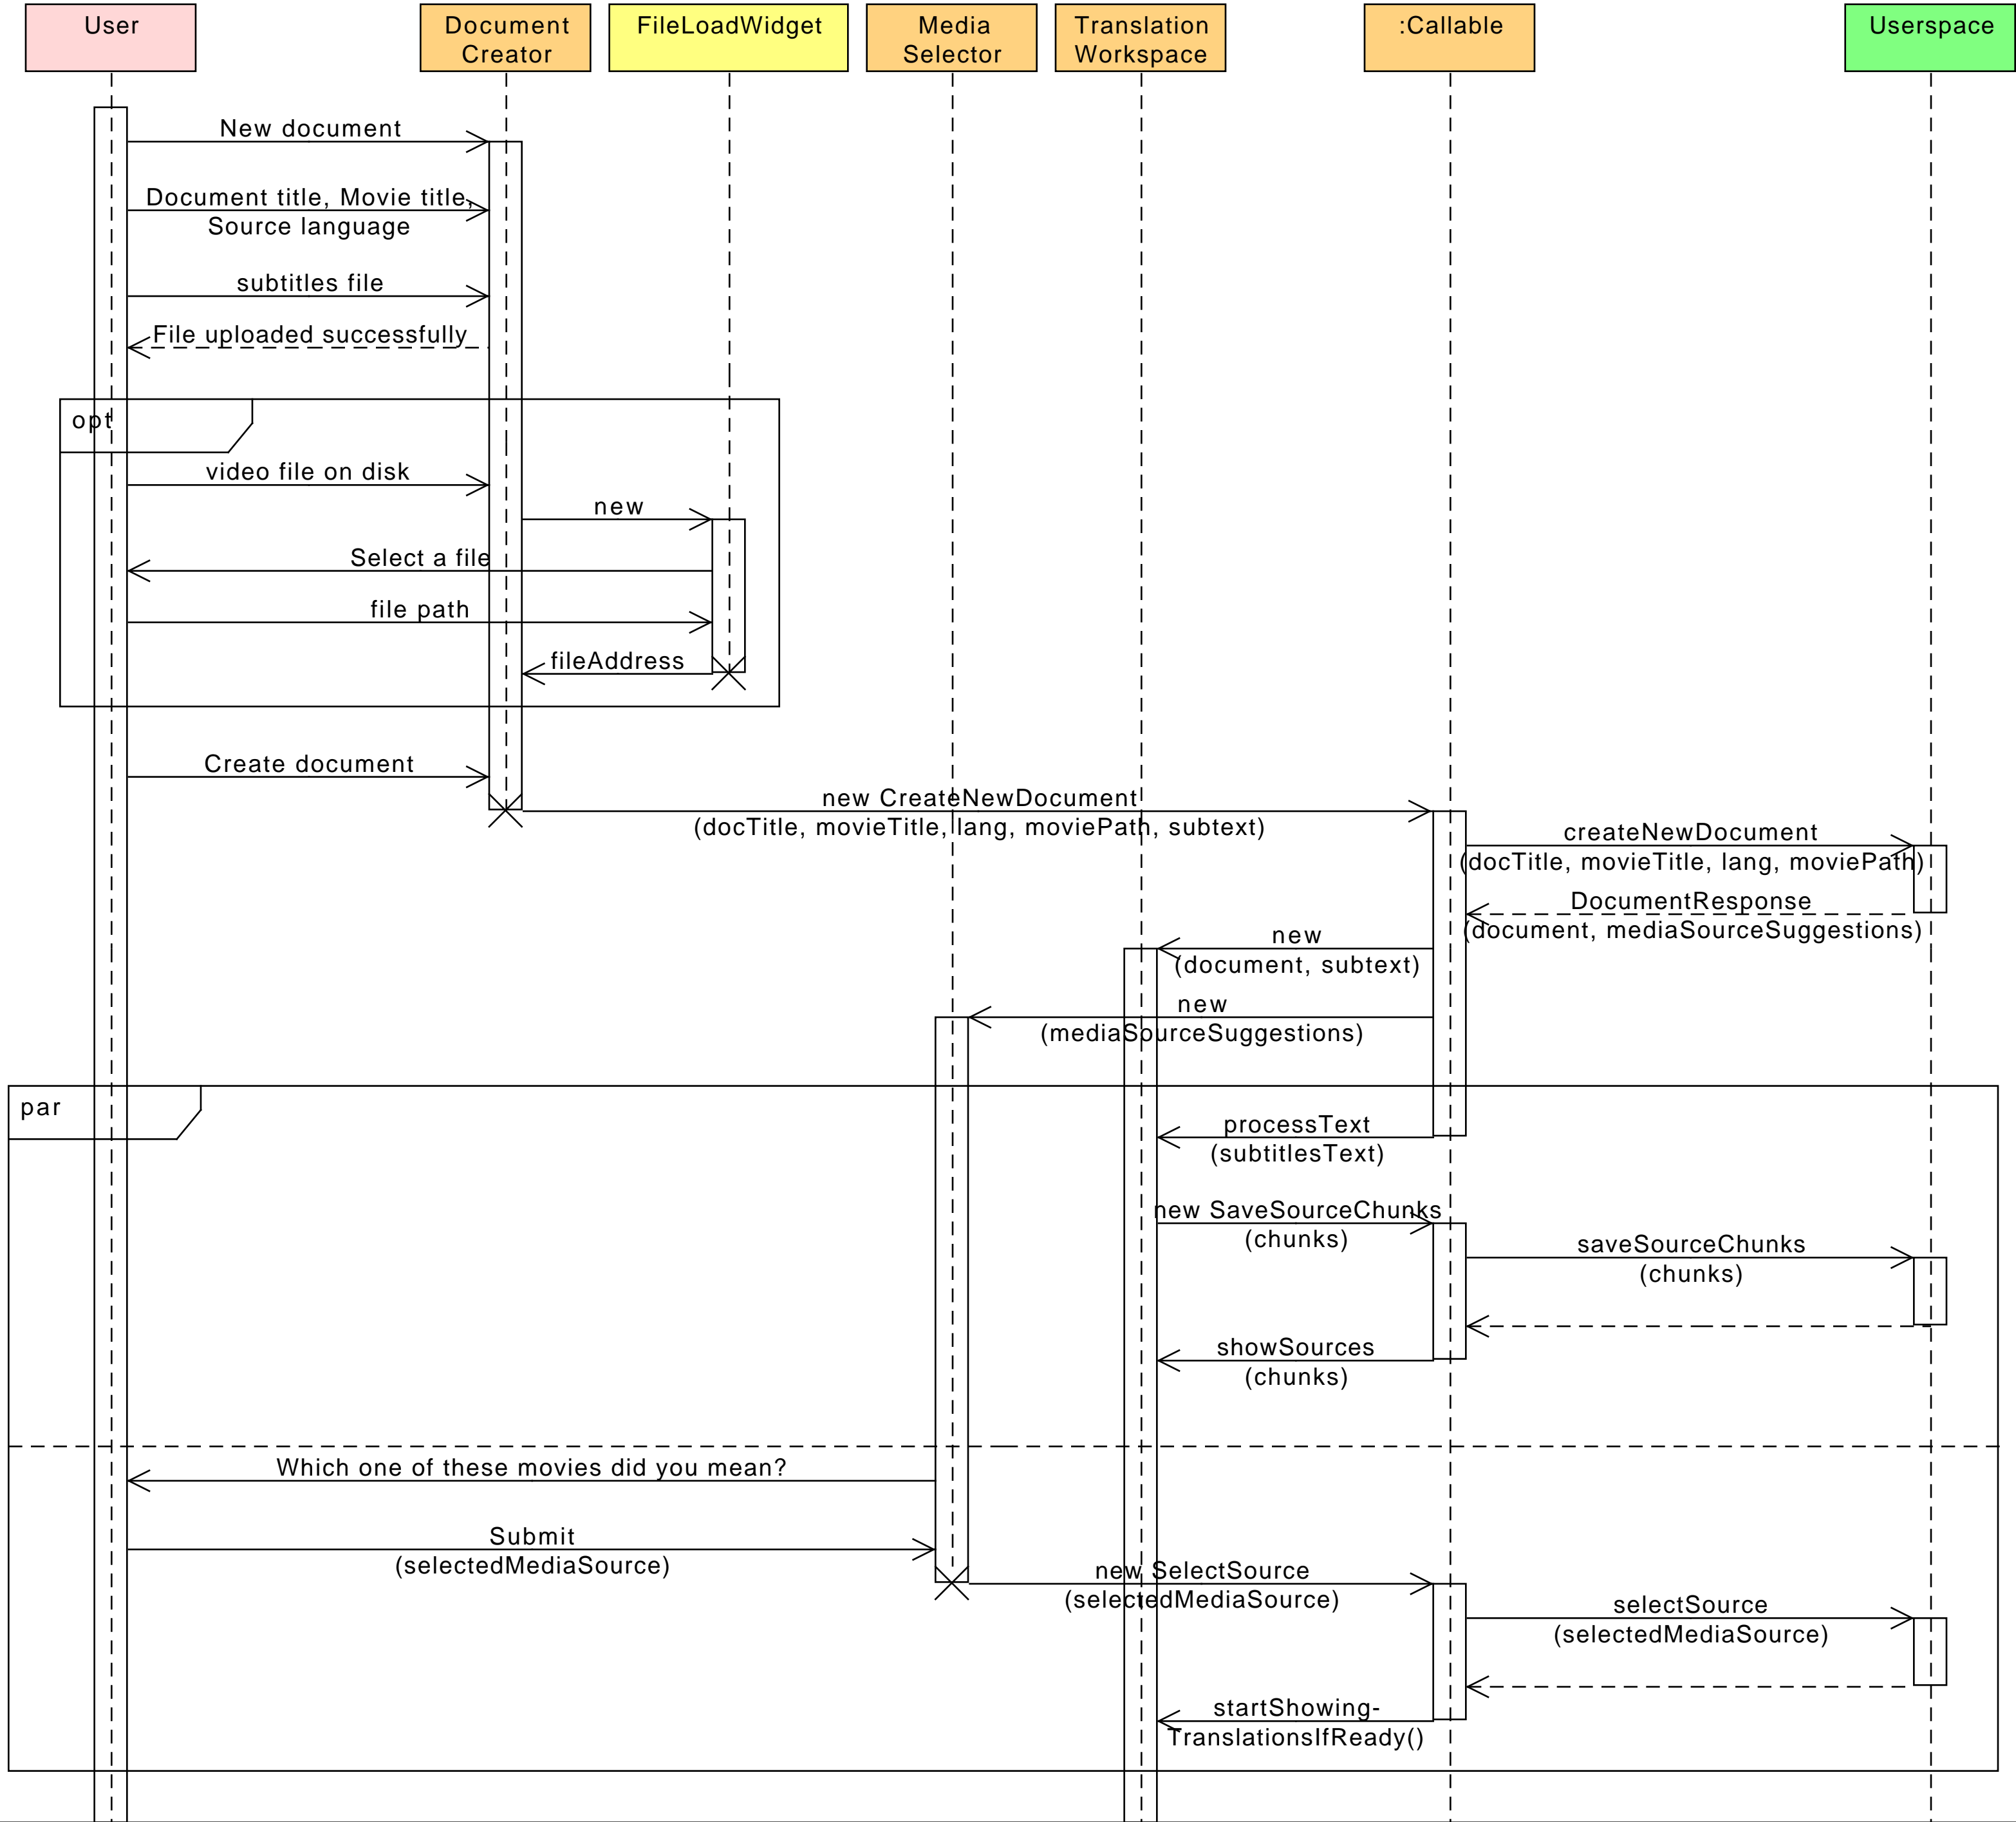 User
Document
Creator
FileLoadWidget
Media
Selector
Translation
Workspace
:Callable
Userspace
New document
Document title, Movie title,
Source language
subtitles file
File uploaded successfully
opt
video file on disk
new
Select a file
file path
fileAddress
Create document
new CreateNewDocument
(docTitle, movieTitle, lang, moviePath, subtext)
createNewDocument
(docTitle, movieTitle, lang, moviePath)
DocumentResponse
(document, mediaSourceSuggestions)
new
(document, subtext)
new
(mediaSourceSuggestions)
par
processText
(subtitlesText)
new SaveSourceChunks
(chunks)
saveSourceChunks
(chunks)
showSources
(chunks)
Which one of these movies did you mean?
Submit
(selectedMediaSource)
new SelectSource
(selectedMediaSource)
selectSource
(selectedMediaSource)
startShowing-
TranslationsIfReady()